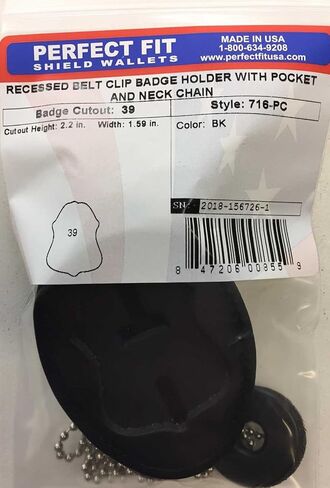 PERFECT FIT
SHIELD WALLETS
MADE IN USA
1-800-634-9208
www.perfectfitusa.com
RECESSED BELT CLIP BADGE HOLDER WITH POCKET
AND NECK CHAIN
Badge Cutout: 39
Style: 716-PC
Cutout Height: 2.2 in. Width: 1.59 in.
Color: BK
39
SN: 2018-156726-1
8 47206 00355 9